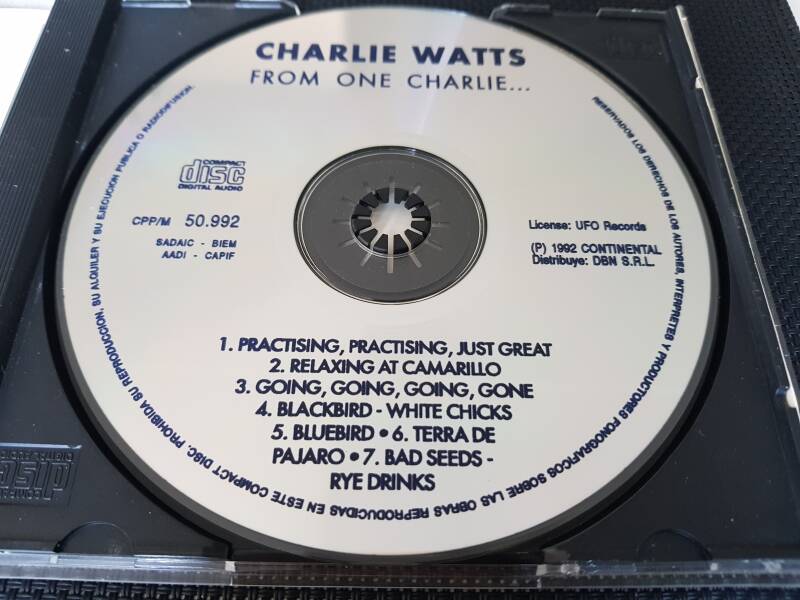 CHARLIE WATTS
FROM ONE CHARLIE...
COMPACT
disc
DIGITAL AUDIO
CPP/M 50.992
SADAIC - BIEM
AADI - CAPIF
License: UFO Records
(P) 1992 CONTINENTAL
Distribuye: DBN S.R.L.
1. PRACTISING, PRACTISING, JUST GREAT
2. RELAXING AT CAMARILLO
3. GOING, GOING, GOING, GONE
4. BLACKBIRD - WHITE CHICKS
5. BLUEBIRD • 6. TERRA DE
PAJARO • 7. BAD SEEDS -
RYE DRINKS
RESERVADOS LOS DERECHOS DE LOS AUTORES, INTERPRETES Y PRODUCTORES FONOGRAFICOS SOBRE LAS OBRAS REPRODUCIDAS EN ESTE COMPACT DISC. PROHIBIDA SU REPRODUCCION, SU ALQUILER Y SU EJECUCION PUBLICA O RADIODIFUSION.